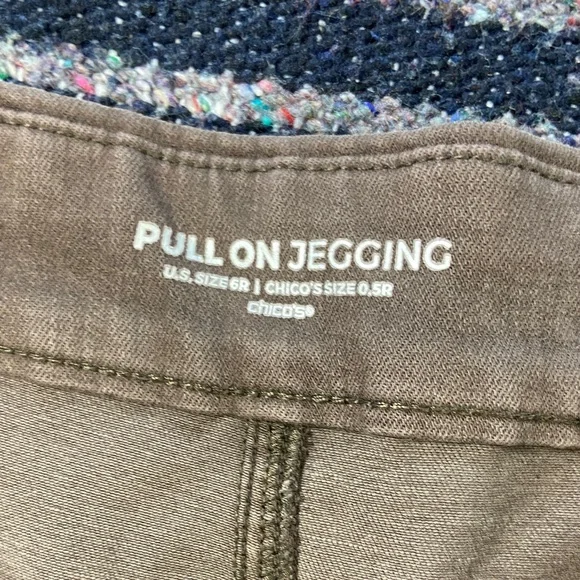 PULL ON JEGGING
U.S. SIZE 6R | CHICO'S SIZE 0.5R
chico's®